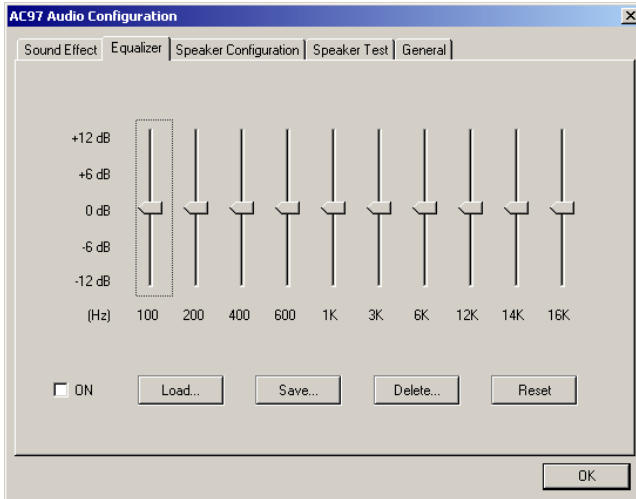 AC97 Audio Configuration
Sound Effect Equalizer Speaker Configuration Speaker Test General
+12 dB
+6 dB
0 dB
-6 dB
-12 dB
(Hz) 100 200 400 600 1K 3K 6K 12K 14K 16K
ON Load... Save... Delete... Reset
OK